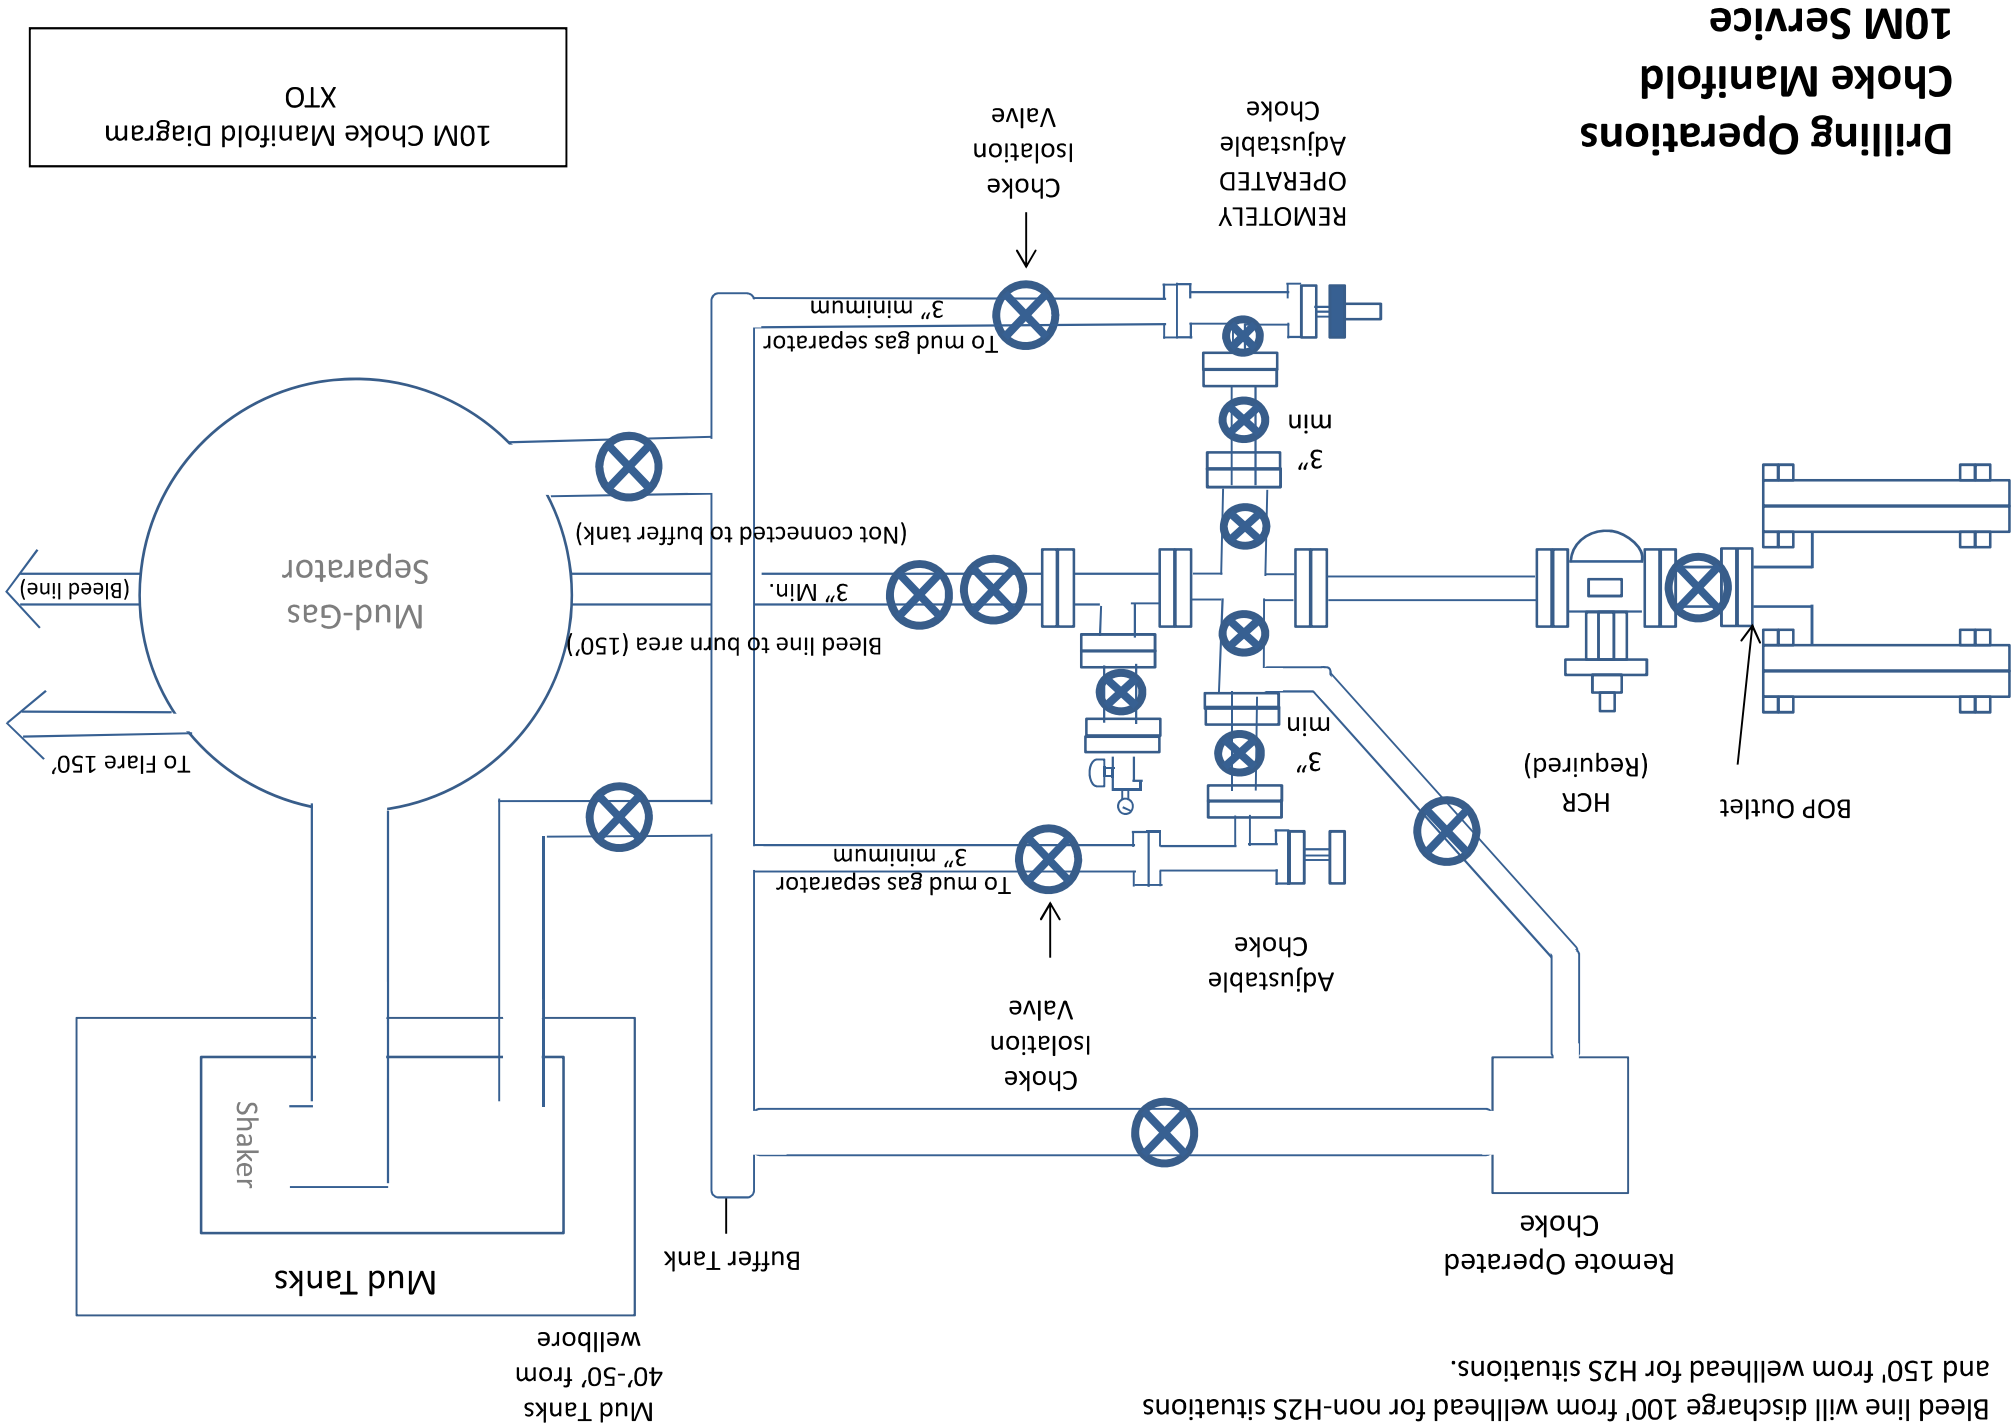 Bleed line will discharge 100' from wellhead for non-H2S situations
and 150' from wellhead for H2S situations.
Mud Tanks
40’-50’ from
wellbore
Remote Operated
Choke
Buffer Tank
Mud Tanks
Shaker
Choke
Isolation
Valve
Adjustable
Choke
To mud gas separator
3” minimum
BOP Outlet
HCR
(Required)
3”
min
To Flare 150’
Bleed line to burn area (150’)
3” Min.
(Not connected to buffer tank)
Mud-Gas
Separator
(Bleed line)
3”
min
To mud gas separator
3” minimum
REMOTELY
OPERATED
Adjustable
Choke
Choke
Isolation
Valve
Drilling Operations
Choke Manifold
10M Service
10M Choke Manifold Diagram
XTO